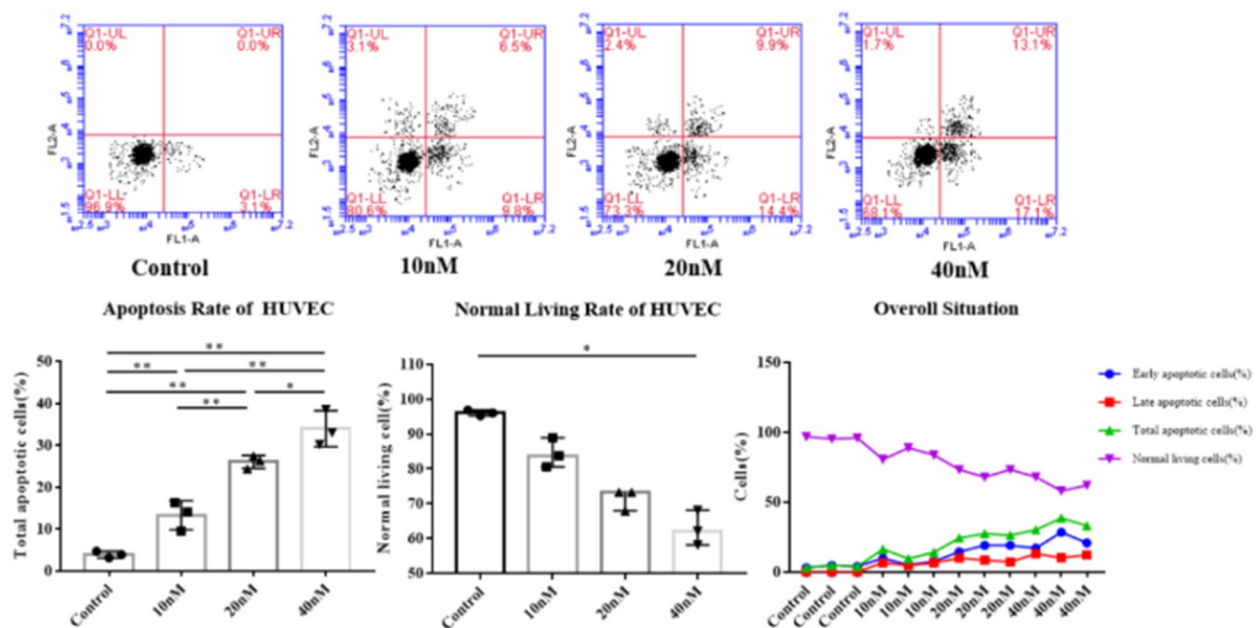 Q1-UL Q1-UR
0.0% 0.0%
Q1-LL Q1-LR
96.9% 3.1%
FL2-A
FL1-A
Control
Q1-UL Q1-UR
3.1% 6.5%
Q1-LL Q1-LR
80.6% 9.8%
FL2-A
FL1-A
10nM
Q1-UL Q1-UR
2.4% 9.9%
Q1-LL Q1-LR
73.3% 14.4%
FL2-A
FL1-A
20nM
Q1-UL Q1-UR
1.7% 13.1%
Q1-LL Q1-LR
68.1% 17.1%
FL2-A
FL1-A
40nM
Apoptosis Rate of HUVEC
Total apoptotic cells(%)
50
40
30
20
10
0
** 
** **
** *
**
Control 10nM 20nM 40nM
Normal Living Rate of HUVEC
Normal living cell(%)
110
100
90
80
70
60
50
*
Control 10nM 20nM 40nM
Overoll Situation
Cells(%)
150
100
50
0
Control Control Control 10nM 10nM 10nM 20nM 20nM 20nM 40nM 40nM 40nM
Early apoptotic cells(%)
Late apoptotic cells(%)
Total apoptotic cells(%)
Normal living cells(%)